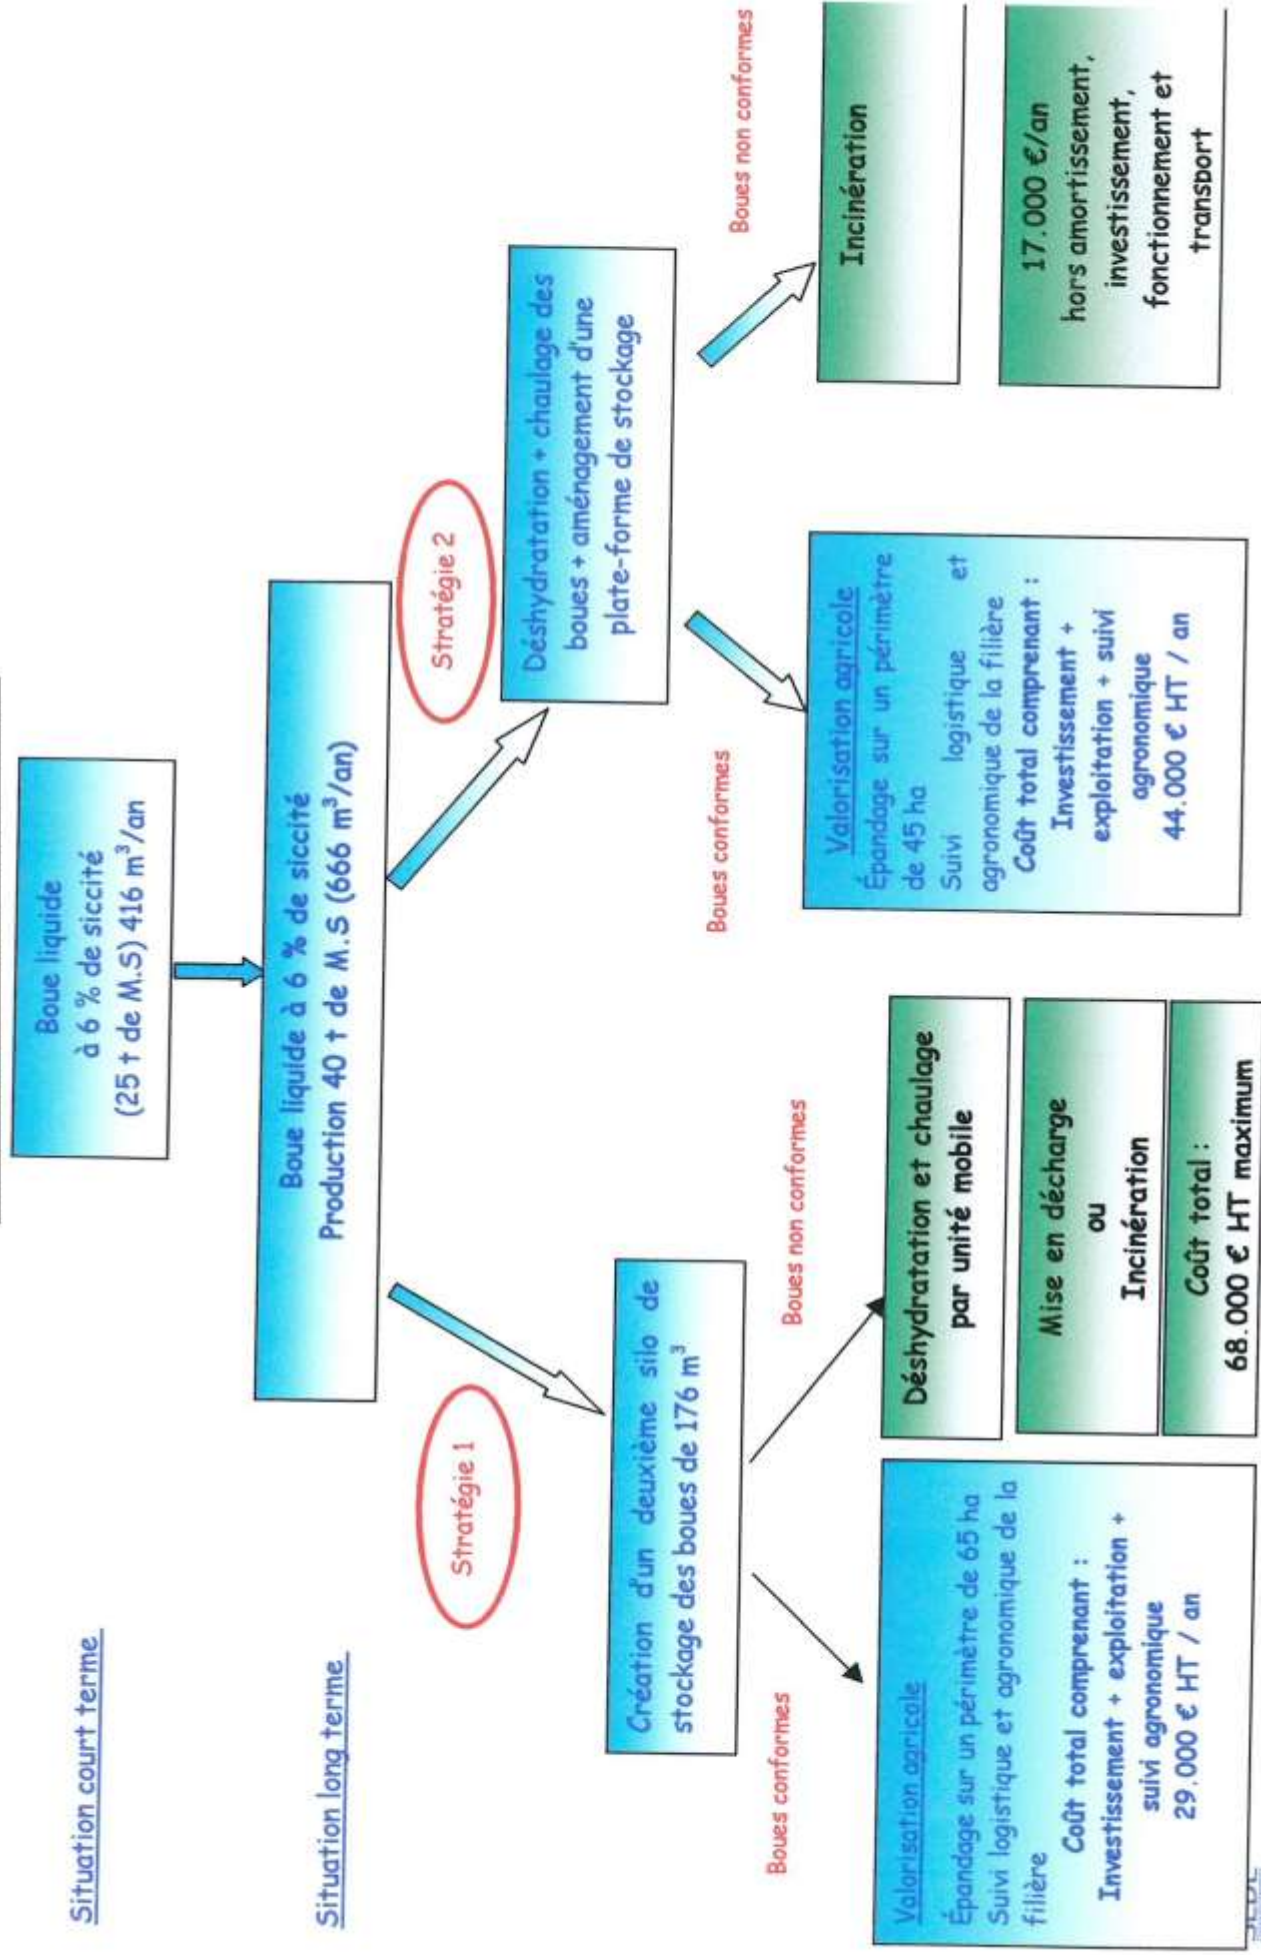 Situation court terme
Boue liquide
à 6 % de siccité
(25 t de M.S) 416 m³/an
Situation long terme
Boue liquide à 6 % de siccité
Production 40 t de M.S (666 m³/an)
Stratégie 1
Stratégie 2
Création d'un deuxième silo de
stockage des boues de 176 m³
Déshydratation + chaulage des
boues + aménagement d'une
plate-forme de stockage
Boues conformes
Boues non conformes
Boues conformes
Boues non conformes
Valorisation agricole
Épandage sur un périmètre de 65 ha
Suivi logistique et agronomique de la
filière
Coût total comprenant :
Investissement + exploitation +
suivi agronomique
29.000 € HT / an
Déshydratation et chaulage
par unité mobile
Mise en décharge
ou
Incinération
Coût total :
68.000 € HT maximum
Valorisation agricole
Épandage sur un périmètre
de 45 ha
Suivi logistique et
agronomique de la filière
Coût total comprenant :
Investissement +
exploitation + suivi
agronomique
44.000 € HT / an
Incinération
17.000 €/an
hors amortissement,
investissement,
fonctionnement et
transport